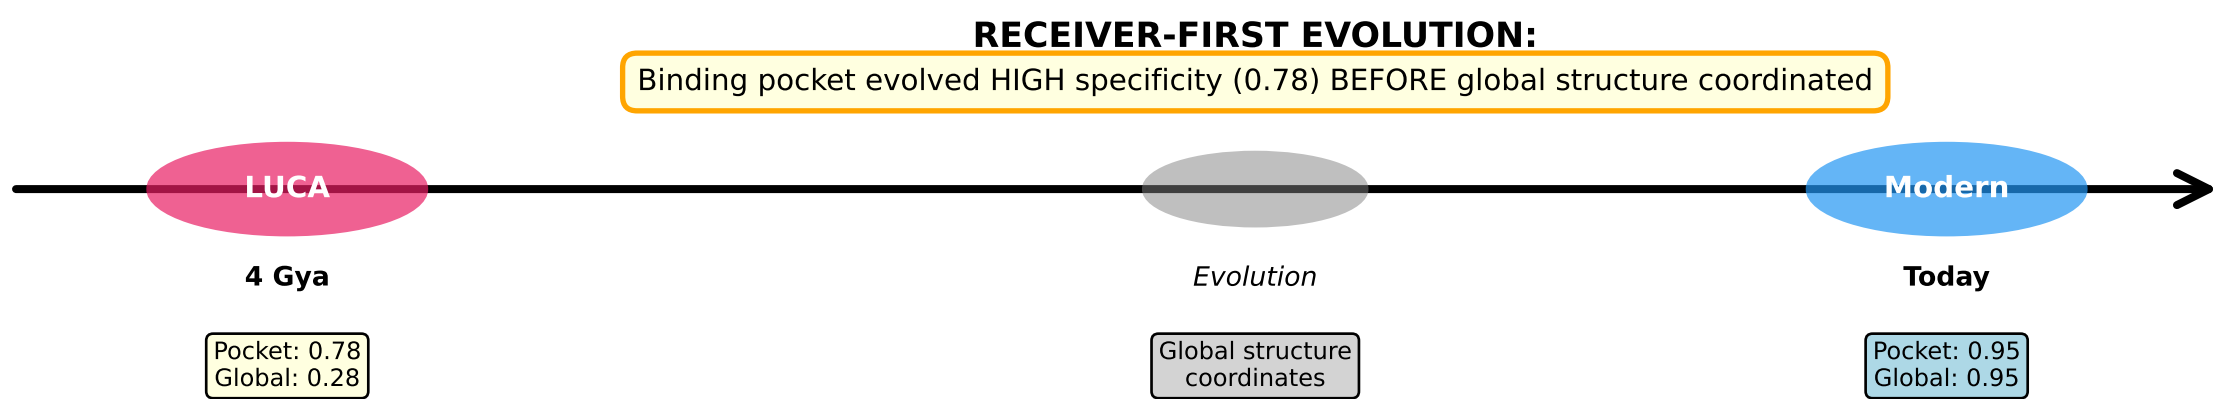 RECEIVER-FIRST EVOLUTION:
Binding pocket evolved HIGH specificity (0.78) BEFORE global structure coordinated
LUCA
Modern
4 Gya
Evolution
Today
Pocket: 0.78
Global: 0.28
Global structure
coordinates
Pocket: 0.95
Global: 0.95